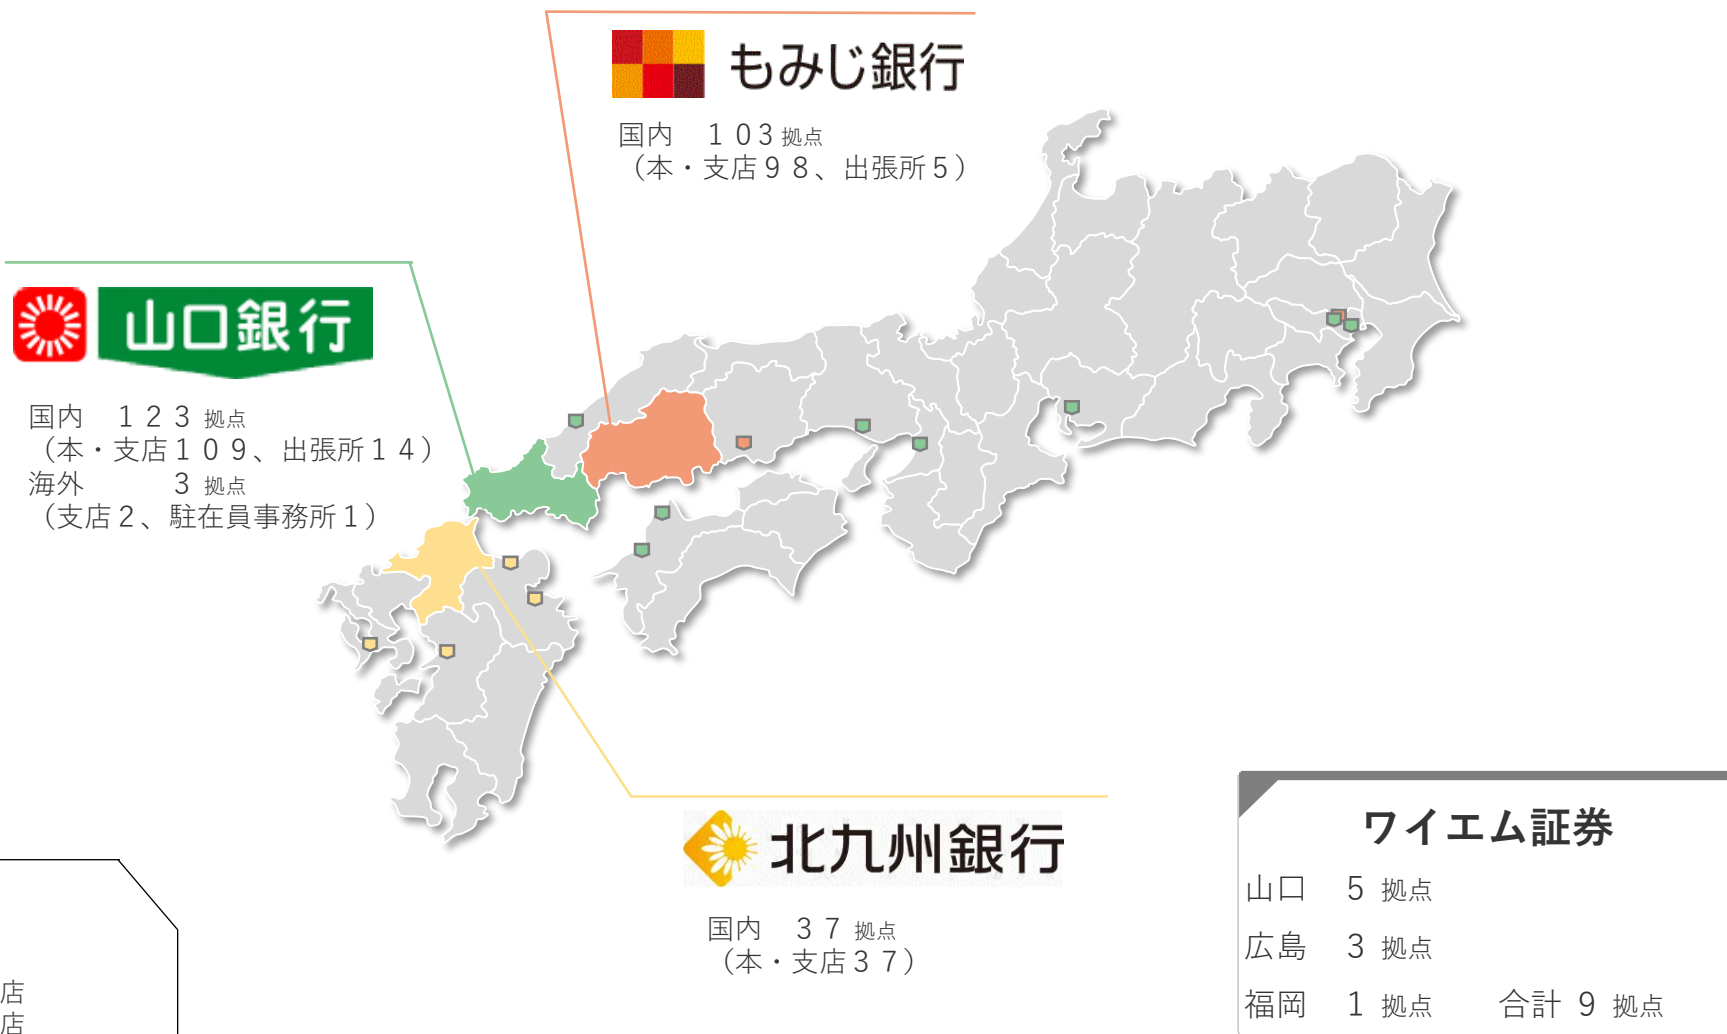 もみじ銀行
国内　１０３拠点
（本・支店９８、出張所５）
山口銀行
国内　１２３ 拠点
（本・支店１０９、出張所１４）
海外　　　３ 拠点
（支店２、駐在員事務所１）
北九州銀行
国内　３７ 拠点
（本・支店３７）
ワイエム証券
山口　5 拠点
広島　3 拠点
福岡　1 拠点　　合計 9 拠点
店
店